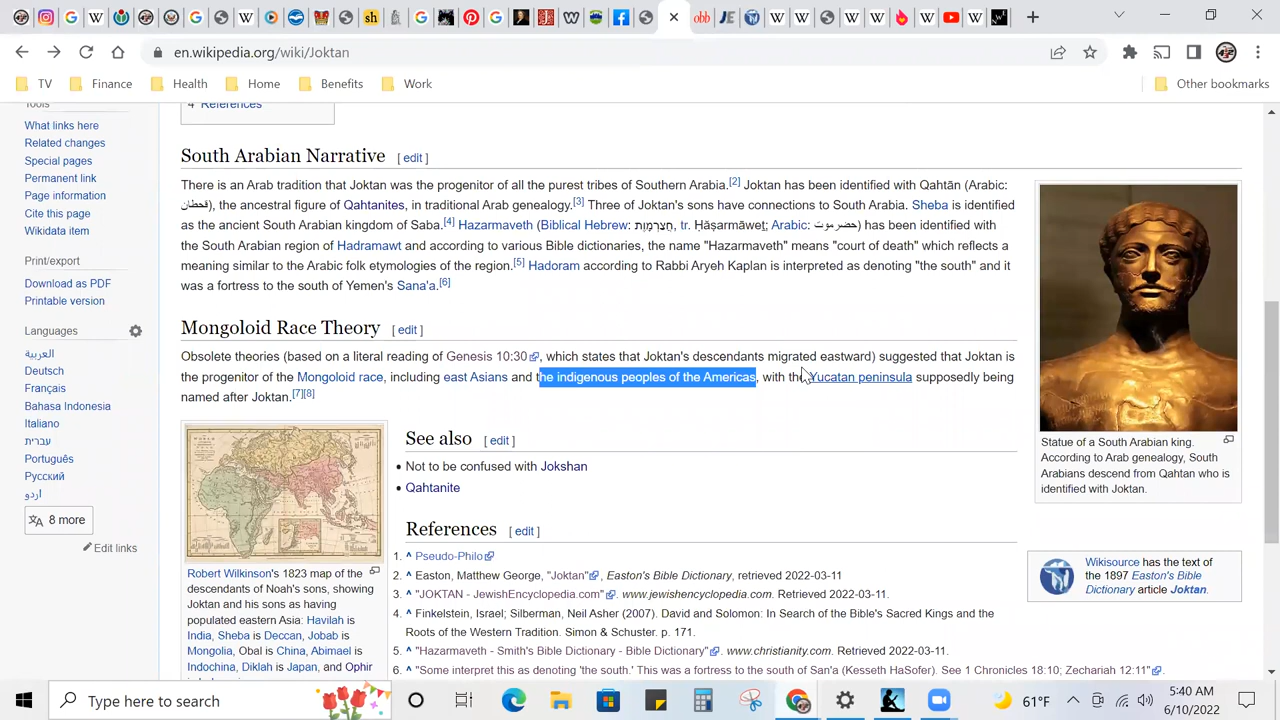 en.wikipedia.org/wiki/Joktan
TV
Finance
Health
Home
Benefits
Work
Other bookmarks
Tools
What links here
Related changes
Special pages
Permanent link
Page information
Cite this page
Wikidata item
Print/export
Download as PDF
Printable version
Languages
العربية
Deutsch
Français
Bahasa Indonesia
Italiano
עברית
Português
Русский
اردو
8 more
Edit links
4 References
South Arabian Narrative [ edit ]
There is an Arab tradition that Joktan was the progenitor of all the purest tribes of Southern Arabia.[2] Joktan has been identified with Qahtān (Arabic:
قحطان), the ancestral figure of Qahtanites, in traditional Arab genealogy.[3] Three of Joktan's sons have connections to South Arabia. Sheba is identified
as the ancient South Arabian kingdom of Saba.[4] Hazarmaveth (Biblical Hebrew: חֲצַרְמָוֶת, tr. Ḥăṣarmāweṯ; Arabic: حضرموت) has been identified with
the South Arabian region of Hadramawt and according to various Bible dictionaries, the name "Hazarmaveth" means "court of death" which reflects a
meaning similar to the Arabic folk etymologies of the region.[5] Hadoram according to Rabbi Aryeh Kaplan is interpreted as denoting "the south" and it
was a fortress to the south of Yemen's Sana'a.[6]
Mongoloid Race Theory [ edit ]
Obsolete theories (based on a literal reading of Genesis 10:30, which states that Joktan's descendants migrated eastward) suggested that Joktan is
the progenitor of the Mongoloid race, including east Asians and the indigenous peoples of the Americas, with the Yucatan peninsula supposedly being
named after Joktan.[7][8]
Statue of a South Arabian king.
According to Arab genealogy, South
Arabians descend from Qahtan who is
identified with Joktan.
See also [ edit ]
• Not to be confused with Jokshan
• Qahtanite
Robert Wilkinson's 1823 map of the
descendants of Noah's sons, showing
Joktan and his sons as having
populated eastern Asia: Havilah is
India, Sheba is Deccan, Jobab is
Mongolia, Obal is China, Abimael is
Indochina, Diklah is Japan, and Ophir
References [ edit ]
1. ^ Pseudo-Philo
2. ^ Easton, Matthew George, "Joktan", Easton's Bible Dictionary, retrieved 2022-03-11
3. ^ "JOKTAN - JewishEncyclopedia.com". www.jewishencyclopedia.com. Retrieved 2022-03-11.
4. ^ Finkelstein, Israel; Silberman, Neil Asher (2007). David and Solomon: In Search of the Bible's Sacred Kings and the
Roots of the Western Tradition. Simon & Schuster. p. 171.
5. ^ "Hazarmaveth - Smith's Bible Dictionary - Bible Dictionary". www.christianity.com. Retrieved 2022-03-11.
6. ^ "Some interpret this as denoting 'the south.' This was a fortress to the south of San'a (Kesseth HaSofer). See 1 Chronicles 18:10; Zechariah 12:11"
Wikisource has the text
of the 1897 Easton's Bible
Dictionary article Joktan.
Type here to search
61°F
5:40 AM
6/10/2022